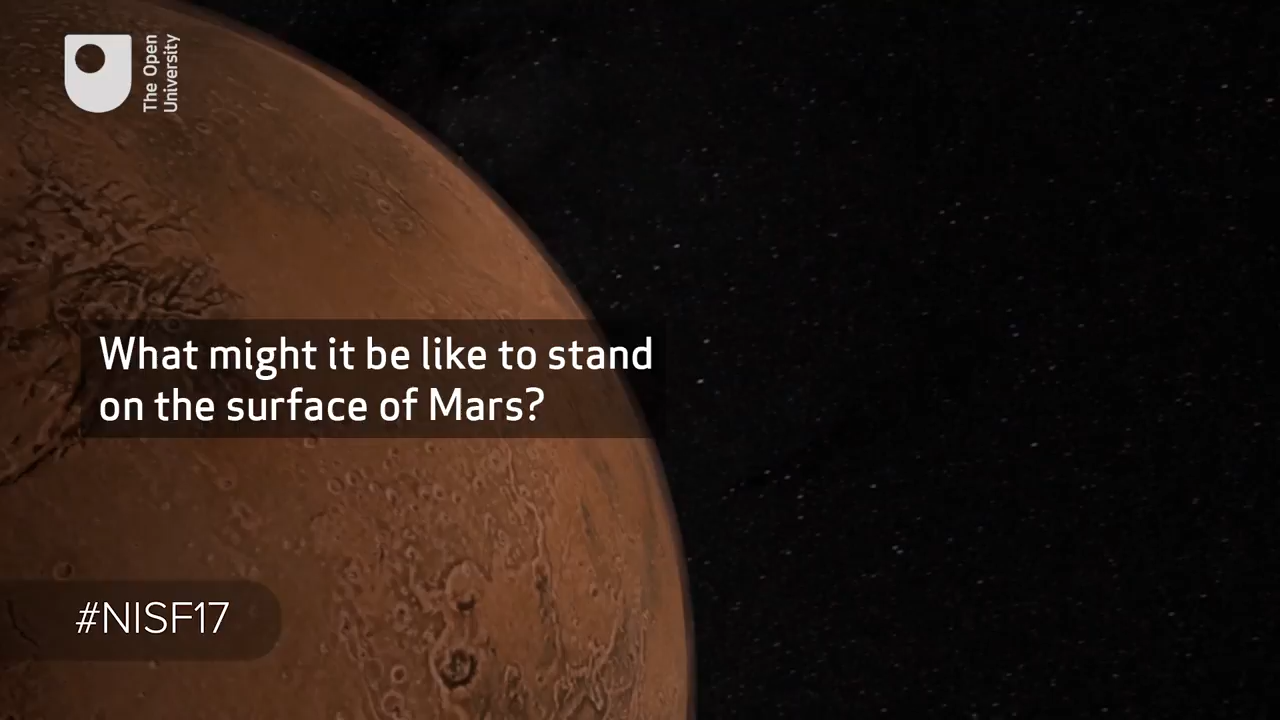 The Open
University
What might it be like to stand
on the surface of Mars?
#NISF17